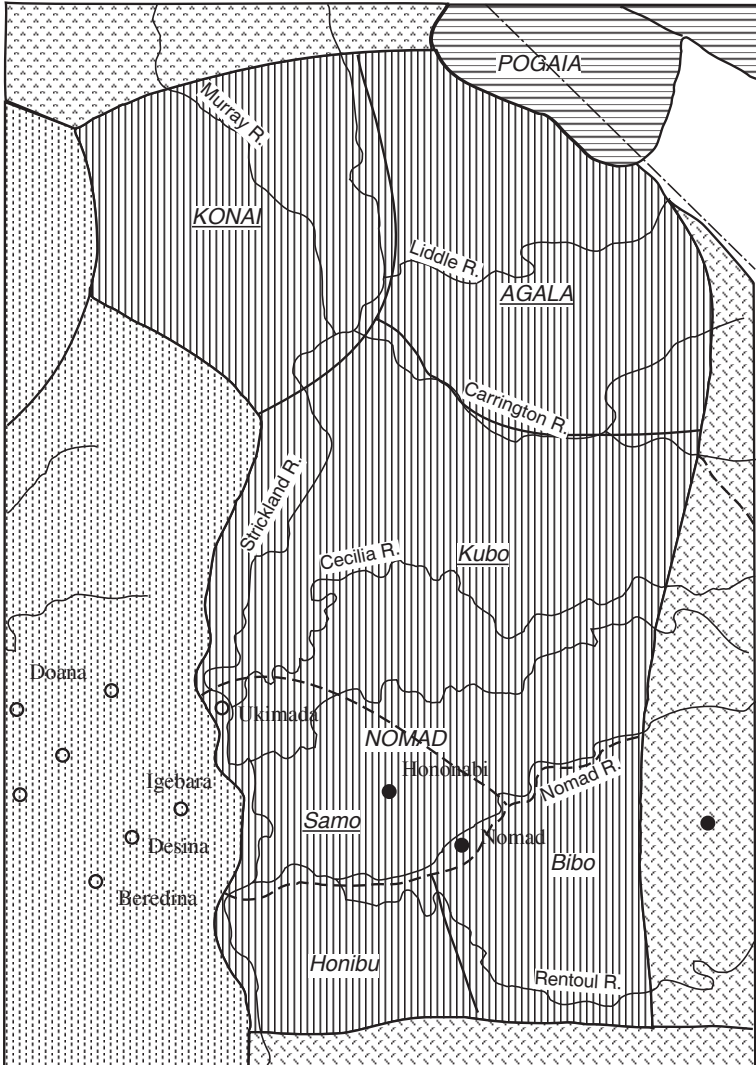 POGAIA
Murray R.
KONAI
Liddle R.
AGALA
Carrington R.
Strickland R.
Cecilia R.
Kubo
Doana
Ukimada
NOMAD
Hononabi
Nomad R.
Igebara
Samo
Nomad
Desina
Bibo
Beredina
Honibu
Rentoul R.